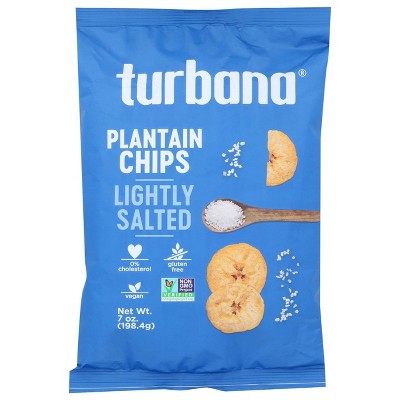 turbana®
PLANTAIN
CHIPS
LIGHTLY
SALTED
0%
cholesterol
gluten
free
vegan
NON
GMO
Project
VERIFIED
Net Wt.
7 oz.
(198.4g)